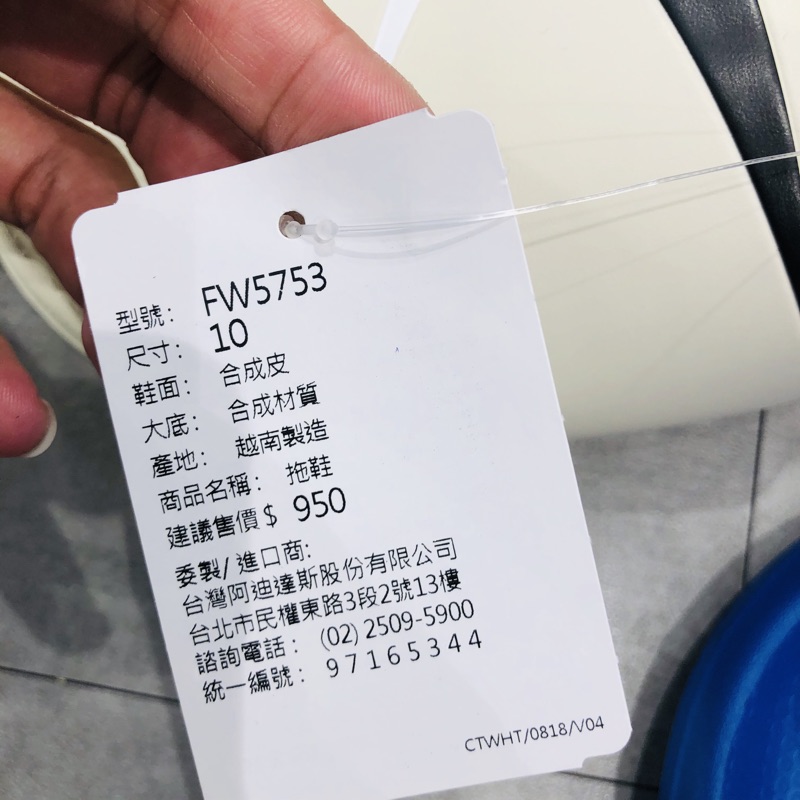 型號： FW5753
尺寸： 10
鞋面： 合成皮
大底： 合成材質
產地： 越南製造
商品名稱： 拖鞋
建議售價$ 950
委製/進口商:
台灣阿迪達斯股份有限公司
台北市民權東路3段2號13樓
諮詢電話： (02) 2509-5900
統一編號： 97165344
CTWHT/0818/V04